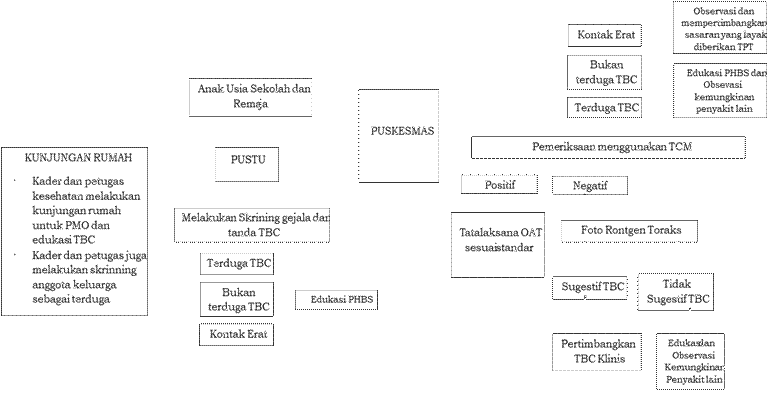 KUNJUNGAN RUMAH
· Kader dan petugas
kesehatan melakukan
kunjungan rumah
untuk PMO dan
edukasi TBC
· Kader dan petugas juga
melakukan skrinning
anggota keluarga
sebagai terduga
Anak Usia Sekolah dan
Remaja
PUSTU
Melakukan Skrining gejala dan
tanda TBC
Terduga TBC
Bukan
terduga TBC
Edukasi PHBS
Kontak Erat
PUSKESMAS
Kontak Erat
Observasi dan
mempertimbangkan
sasaran yang layak
diberikan TPT
Bukan
terduga TBC
Edukasi PHBS dan
Obsevasi
kemungkinan
penyakit lain
Terduga TBC
Pemeriksaan menggunakan TCM
Positif
Negatif
Tatalaksana OAT
sesuaistandar
Foto Rontgen Toraks
Sugestif TBC
Tidak
Sugestif TBC
Pertimbangkan
TBC Klinis
Edukasidan
Observasi
Kemungkinar
Penyakit lain